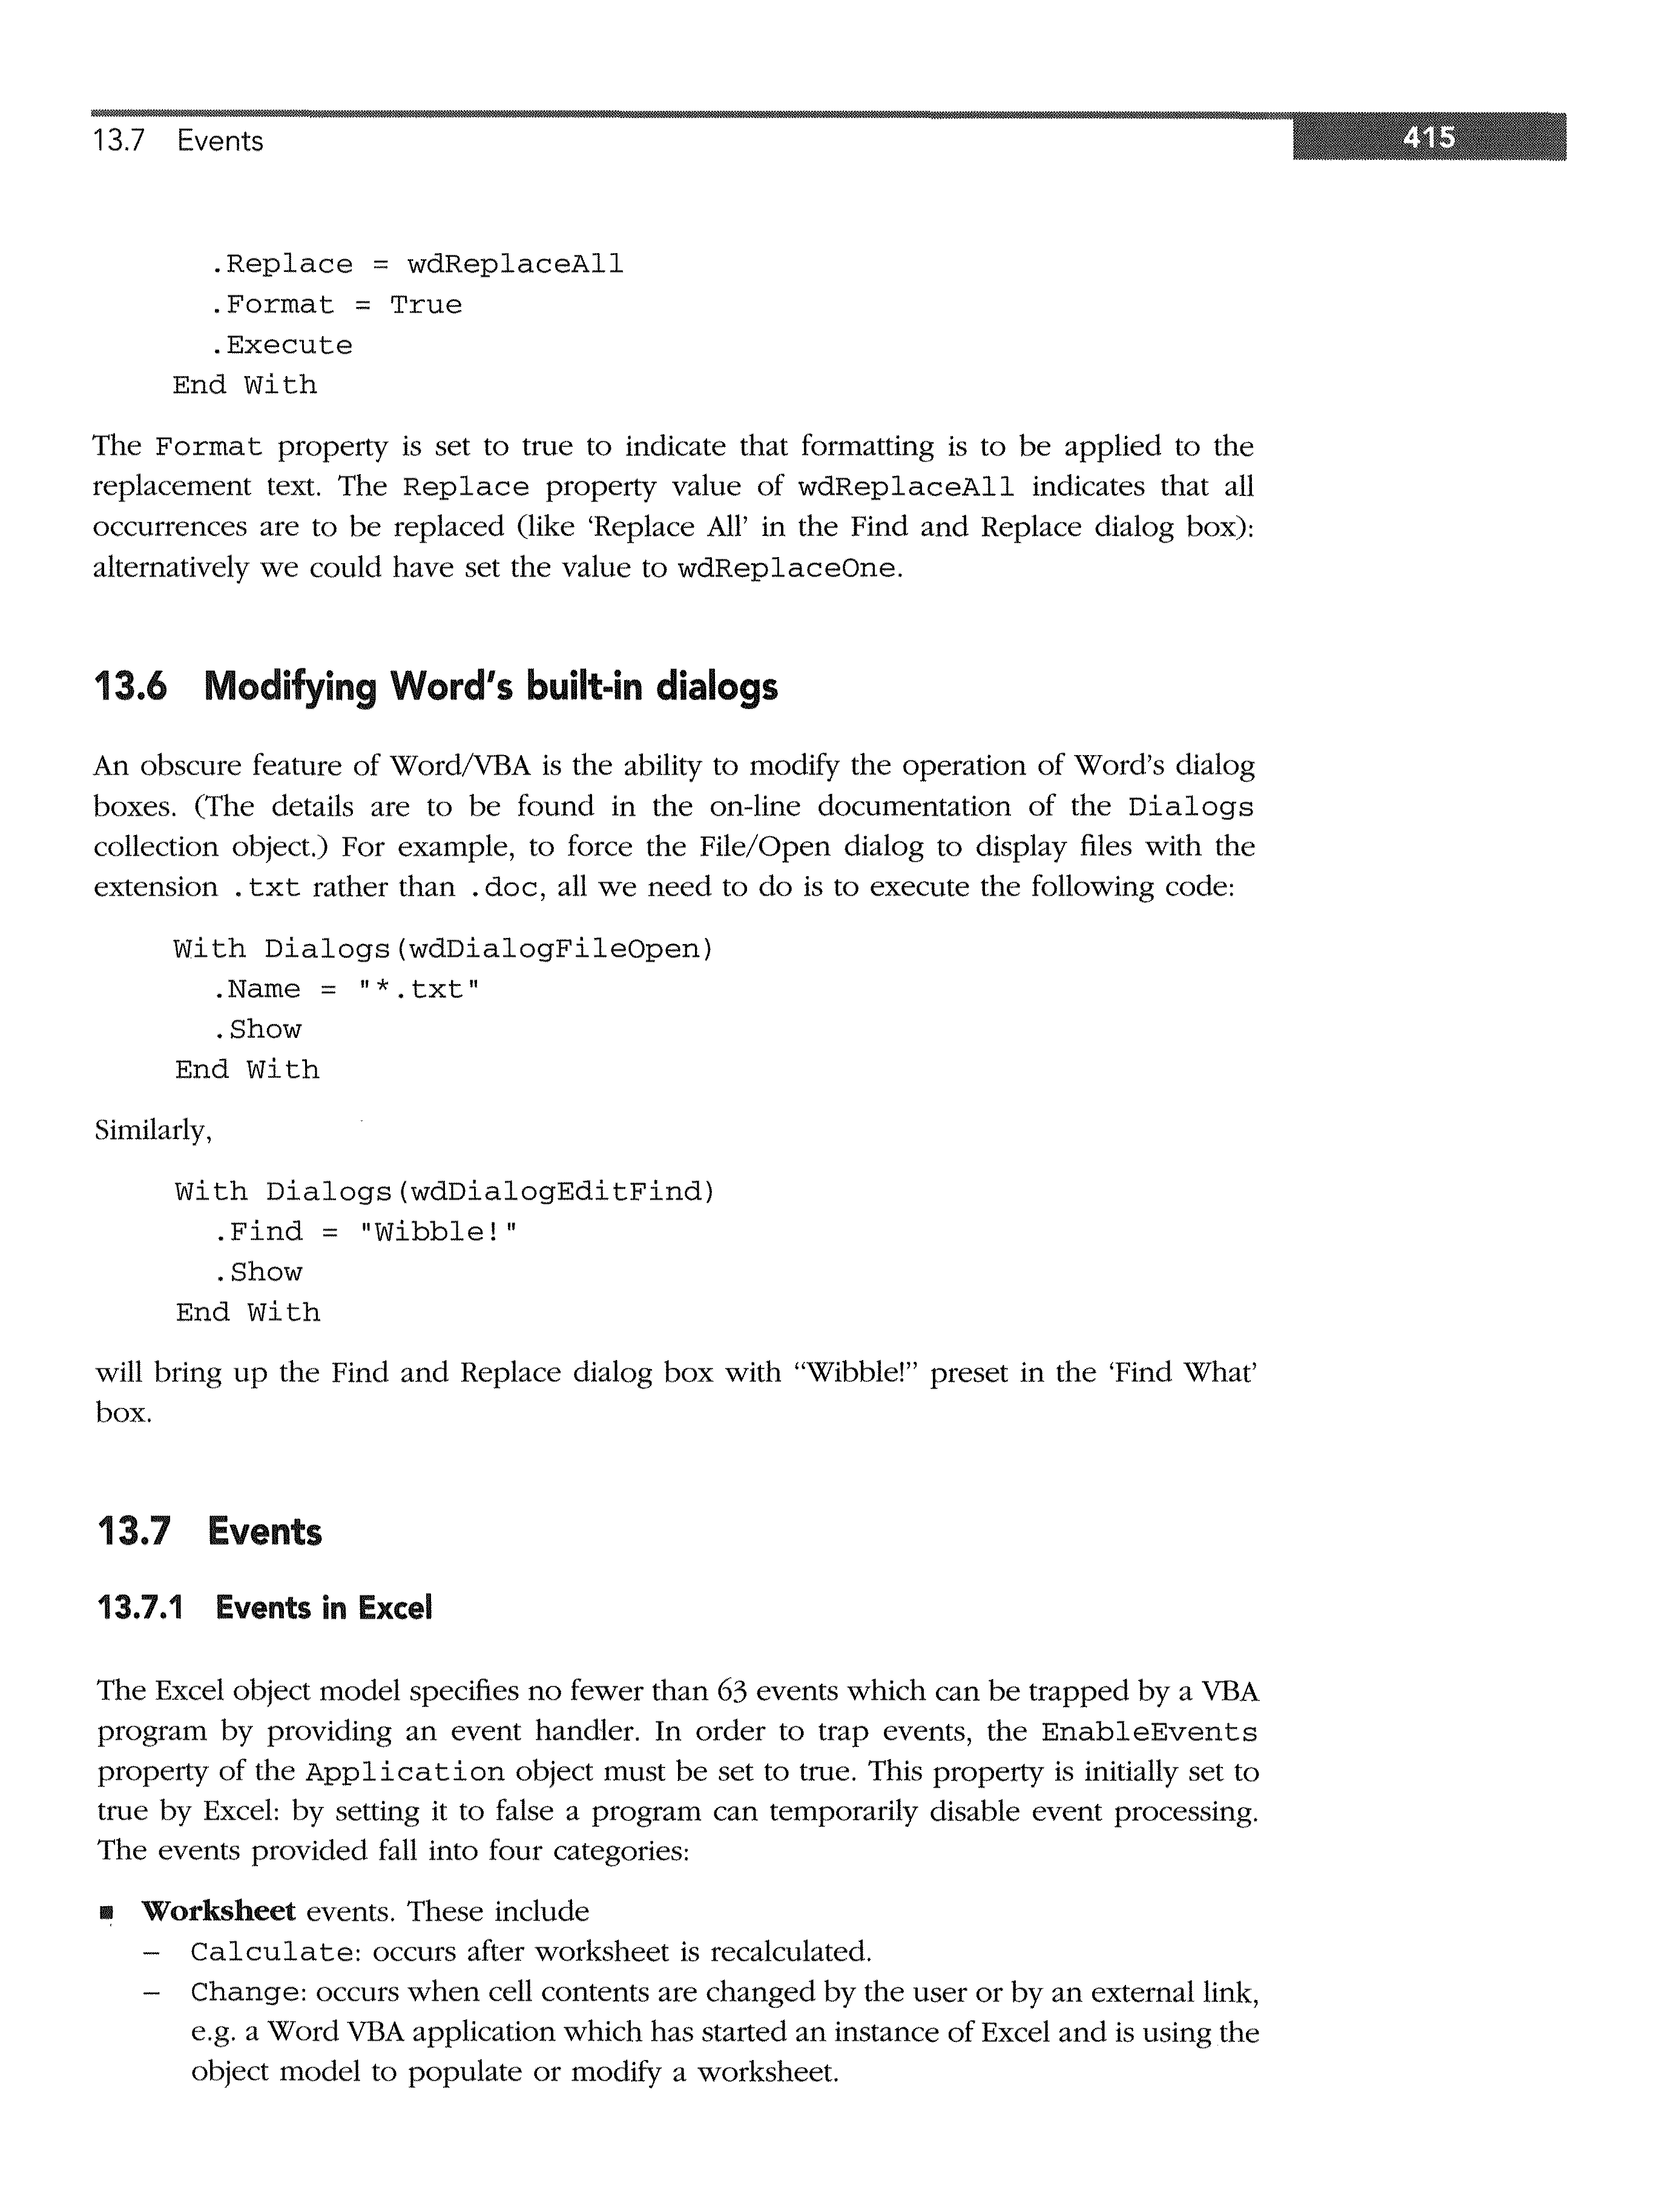 13.7 Events
415
.Replace = wdReplaceAll
.Format = True
.Execute
End With
The Format property is set to true to indicate that formatting is to be applied to the
replacement text. The Replace property value of wdReplaceAll indicates that all
occurrences are to be replaced (like ‘Replace All’ in the Find and Replace dialog box):
alternatively we could have set the value to wdReplaceOne.
13.6 Modifying Word's built-in dialogs
An obscure feature of Word/VBA is the ability to modify the operation of Word's dialog
boxes. (The details are to be found in the on-line documentation of the Dialogs
collection object.) For example, to force the File/Open dialog to display files with the
extension .txt rather than .doc, all we need to do is to execute the following code:
With Dialogs(wdDialogFileOpen)
.Name = "*.txt"
.Show
End With
Similarly,
With Dialogs(wdDialogEditFind)
.Find = "Wibble!"
.Show
End With
will bring up the Find and Replace dialog box with “Wibble!” preset in the ‘Find What’
box.
13.7 Events
13.7.1 Events in Excel
The Excel object model specifies no fewer than 63 events which can be trapped by a VBA
program by providing an event handler. In order to trap events, the EnableEvents
property of the Application object must be set to true. This property is initially set to
true by Excel: by setting it to false a program can temporarily disable event processing.
The events provided fall into four categories:
■ Worksheet events. These include
– Calculate: occurs after worksheet is recalculated.
– Change: occurs when cell contents are changed by the user or by an external link,
e.g. a Word VBA application which has started an instance of Excel and is using the
object model to populate or modify a worksheet.